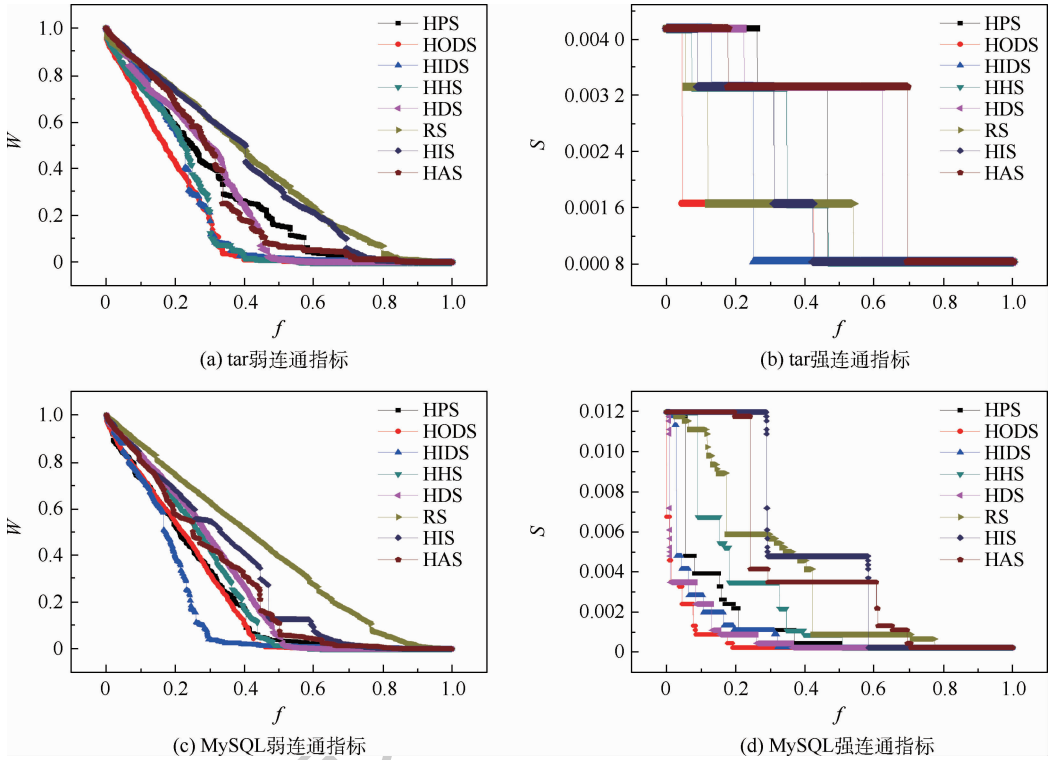 1.0
0.8
0.6
0.4
0.2
0
W
0 0.2 0.4 0.6 0.8 1.0
f
HPS
HODS
HIDS
HHS
HDS
RS
HIS
HAS
(a) tar弱连通指标
0.004 0
0.003 2
0.001 6
0.000 8
S
0 0.2 0.4 0.6 0.8 1.0
f
HPS
HODS
HIDS
HHS
HDS
RS
HIS
HAS
(b) tar强连通指标
1.0
0.8
0.6
0.4
0.2
0
W
0 0.2 0.4 0.6 0.8 1.0
f
HPS
HODS
HIDS
HHS
HDS
RS
HIS
HAS
(c) MySQL弱连通指标
0.012
0.010
0.008
0.006
0.004
0.002
0
S
0 0.2 0.4 0.6 0.8 1.0
f
HPS
HODS
HIDS
HHS
HDS
RS
HIS
HAS
(d) MySQL强连通指标